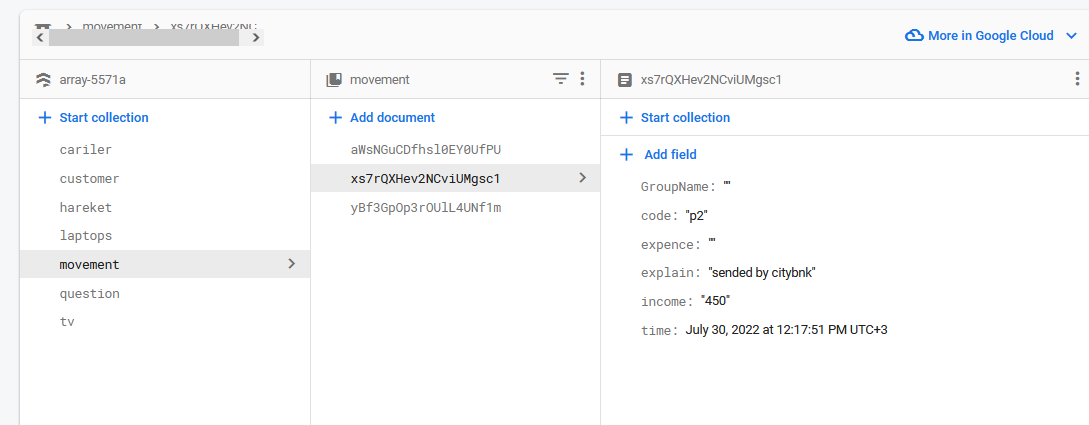 movement > xs7rQXHev2NC
More in Google Cloud
array-5571a
Start collection
cariler
customer
hareket
laptops
movement
question
tv
movement
Add document
aWsNGuCDfhsl0EY0UfPU
xs7rQXHev2NCviUMgsc1
yBf3GpOp3rOUlL4UNf1m
xs7rQXHev2NCviUMgsc1
Start collection
Add field
GroupName: ""
code: "p2"
expence: ""
explain: "sended by citybnk"
income: "450"
time: July 30, 2022 at 12:17:51 PM UTC+3